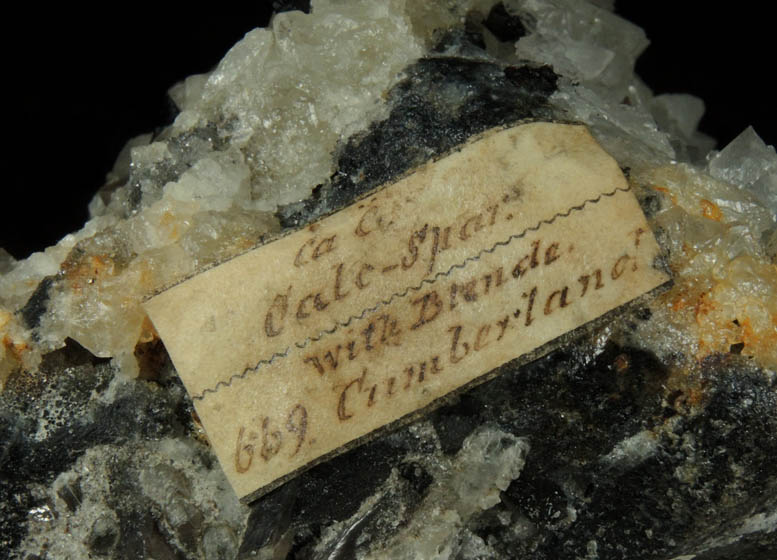 Ca C
Calc-Spar.
with Blende.
669. Cumberland.